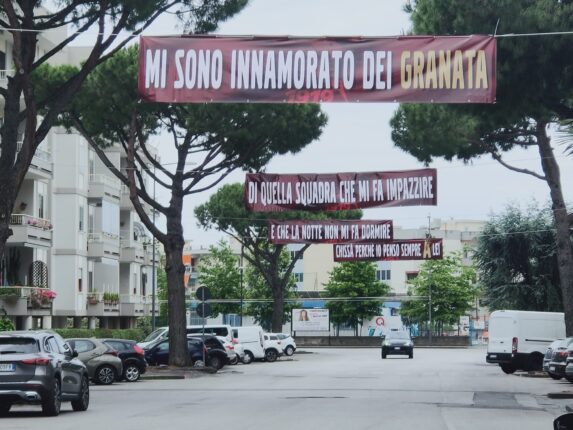 MI SONO INNAMORATO DEI GRANATA
1919
DI QUELLA SQUADRA CHE MI FA IMPAZZIRE
E CHE LA NOTTE NON MI FA DORMIRE
CHISSÀ PERCHÉ IO PENSO SEMPRE A LEI